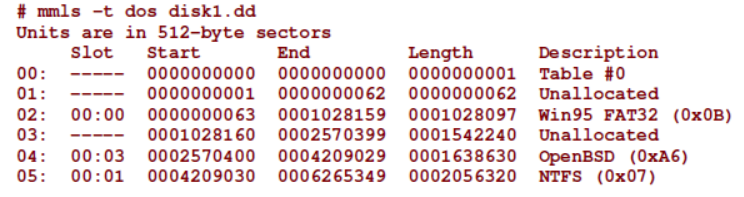 # mmls -t dos disk1.dd
Units are in 512-byte sectors
     Slot    Start        End          Length       Description
00:  -----   0000000000   0000000000   0000000001   Table #0
01:  -----   0000000001   0000000062   0000000062   Unallocated
02:  00:00   0000000063   0001028159   0001028097   Win95 FAT32 (0x0B)
03:  -----   0001028160   0002570399   0001542240   Unallocated
04:  00:03   0002570400   0004209029   0001638630   OpenBSD (0xA6)
05:  00:01   0004209030   0006265349   0002056320   NTFS (0x07)